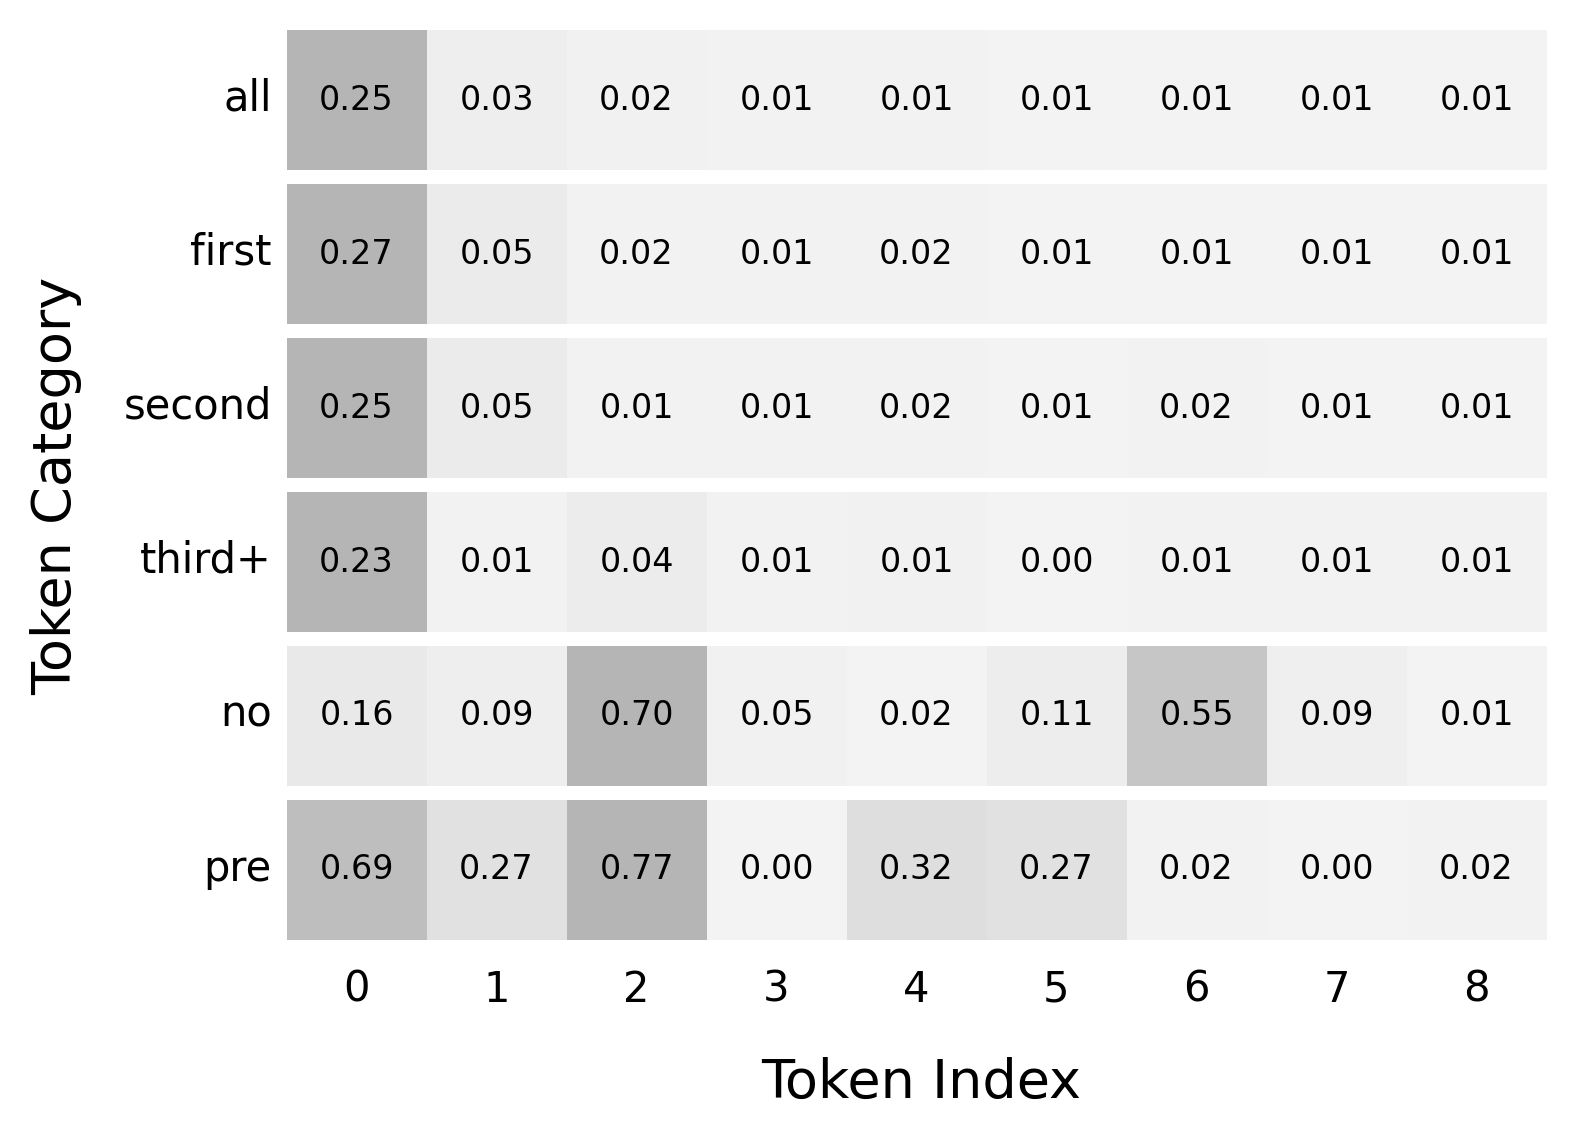 Token Category
all 0.25 0.03 0.02 0.01 0.01 0.01 0.01 0.01 0.01
first 0.27 0.05 0.02 0.01 0.02 0.01 0.01 0.01 0.01
second 0.25 0.05 0.01 0.01 0.02 0.01 0.02 0.01 0.01
third+ 0.23 0.01 0.04 0.01 0.01 0.00 0.01 0.01 0.01
no 0.16 0.09 0.70 0.05 0.02 0.11 0.55 0.09 0.01
pre 0.69 0.27 0.77 0.00 0.32 0.27 0.02 0.00 0.02
0 1 2 3 4 5 6 7 8
Token Index